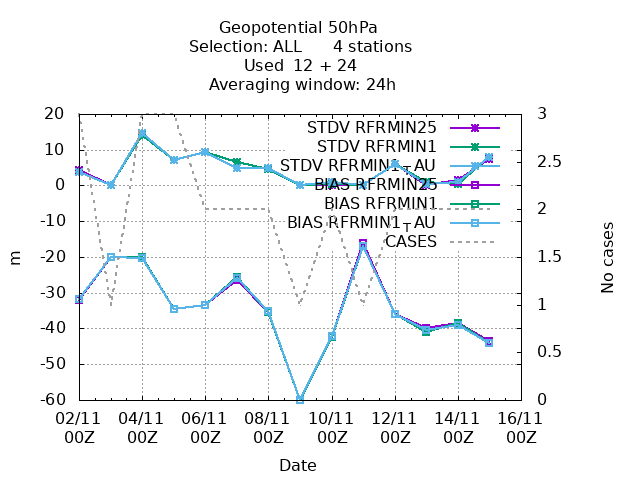 Geopotential 50hPa
Selection: ALL 4 stations
Used 12 + 24
Averaging window: 24h
20
10
0
-10
-20
-30
-40
-50
-60
m
3
2.5
2
1.5
1
0.5
0
No cases
STDV RFRMIN25
STDV RFRMIN1
STDV RFRMIN1_AU
BIAS RFRMIN25
BIAS RFRMIN1
BIAS RFRMIN1_AU
CASES
02/11 04/11 06/11 08/11 10/11 12/11 14/11 16/11
00Z 00Z 00Z 00Z 00Z 00Z 00Z 00Z
Date